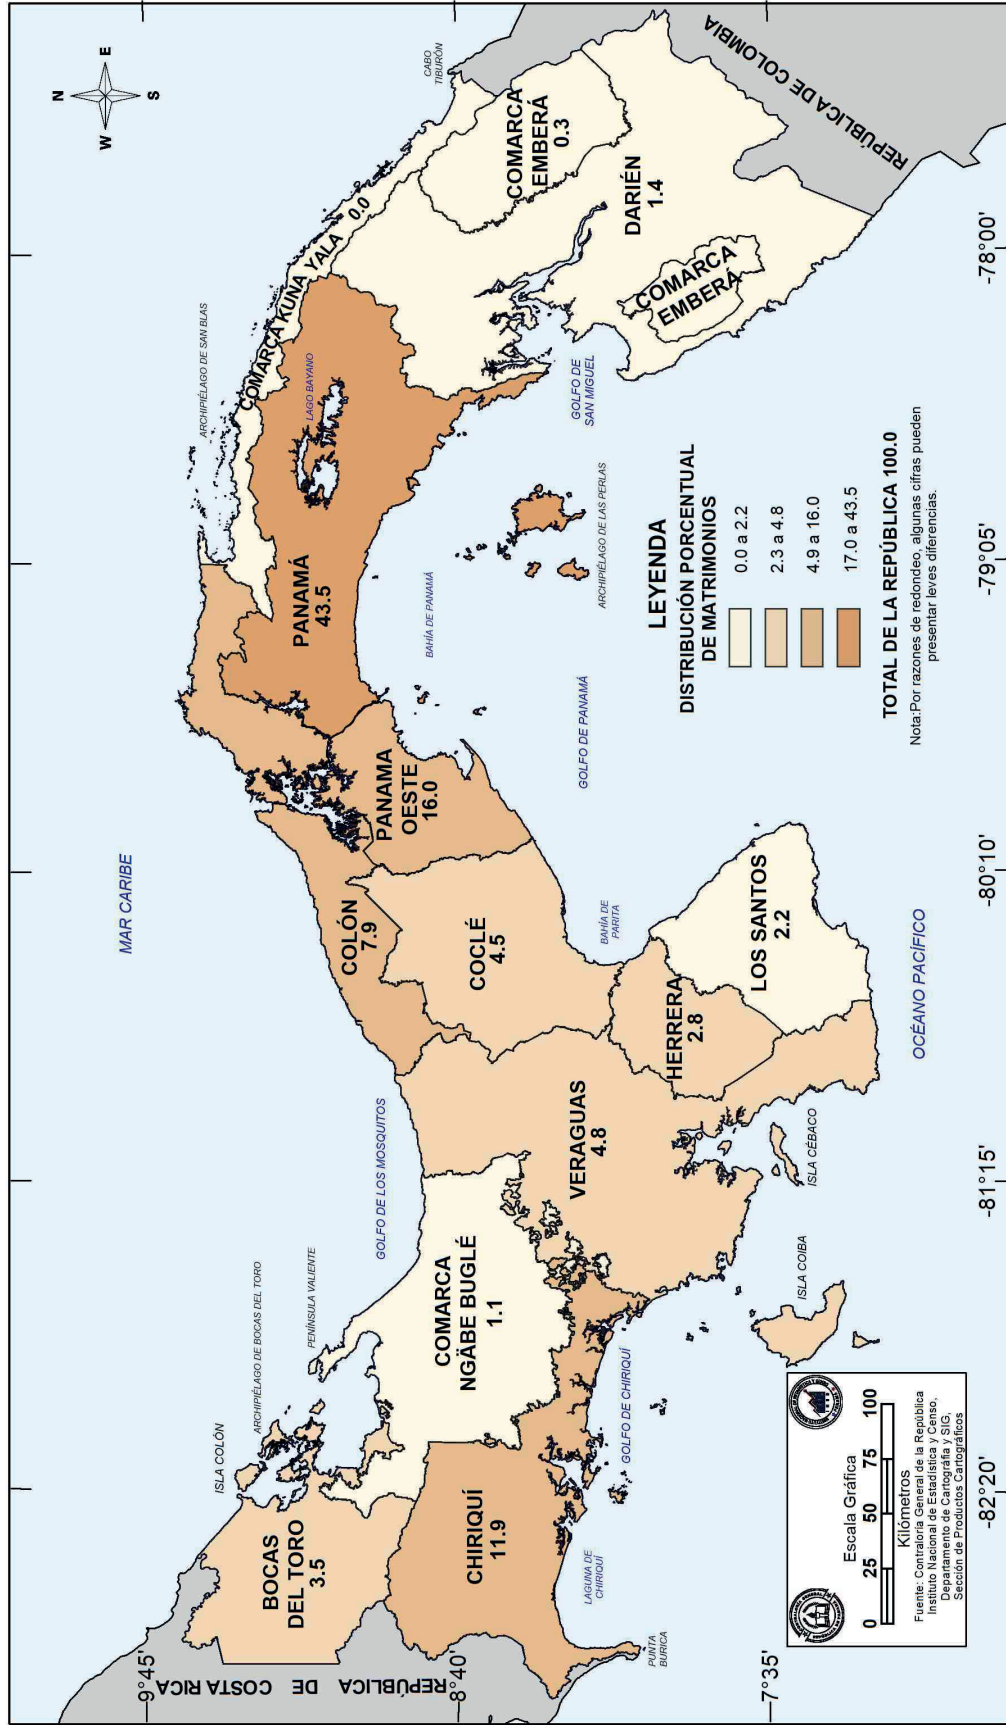 N
W
E
S
MAR CARIBE
ISLA COLÓN
ARCHIPIÉLAGO DE BOCAS DEL TORO
PENÍNSULA VALIENTE
GOLFO DE LOS MOSQUITOS
ARCHIPIÉLAGO DE SAN BLAS
CABO
TIBURÓN
REPÚBLICA DE COSTA RICA
BOCAS
DEL TORO
3.5
CHIRIQUÍ
11.9
COMARCA
NGÄBE BUGLÉ
1.1
VERAGUAS
4.8
COLÓN
7.9
COCLÉ
4.5
PANAMA
OESTE
16.0
PANAMÁ
43.5
LAGO BAYANO
COMARCA KUNA YALA 0.0
COMARCA
EMBERÁ
0.3
DARIÉN
1.4
COMARCA
EMBERÁ
REPÚBLICA DE COLOMBIA
HERRERA
2.8
LOS SANTOS
2.2
LAGUNA DE
CHIRIQUÍ
PUNTA
BURICA
GOLFO DE CHIRIQUÍ
ISLA COIBA
ISLA CÉBACO
BAHÍA DE
PARITA
BAHÍA DE PANAMÁ
GOLFO DE PANAMÁ
ARCHIPIÉLAGO DE LAS PERLAS
GOLFO DE
SAN MIGUEL
OCÉANO PACÍFICO
LEYENDA
DISTRIBUCIÓN PORCENTUAL
DE MATRIMONIOS
0.0 a 2.2
2.3 a 4.8
4.9 a 16.0
17.0 a 43.5
TOTAL DE LA REPÚBLICA 100.0
Nota:Por razones de redondeo, algunas cifras pueden
presentar leves diferencias.
Escala Gráfica
0 25 50 75 100
Kilómetros
Fuente: Contraloría General de la República
Instituto Nacional de Estadística y Censo,
Departamento de Cartografía y SIG,
Sección de Productos Cartográficos
9°45'
8°40'
7°35'
-82°20'
-81°15'
-80°10'
-79°05'
-78°00'